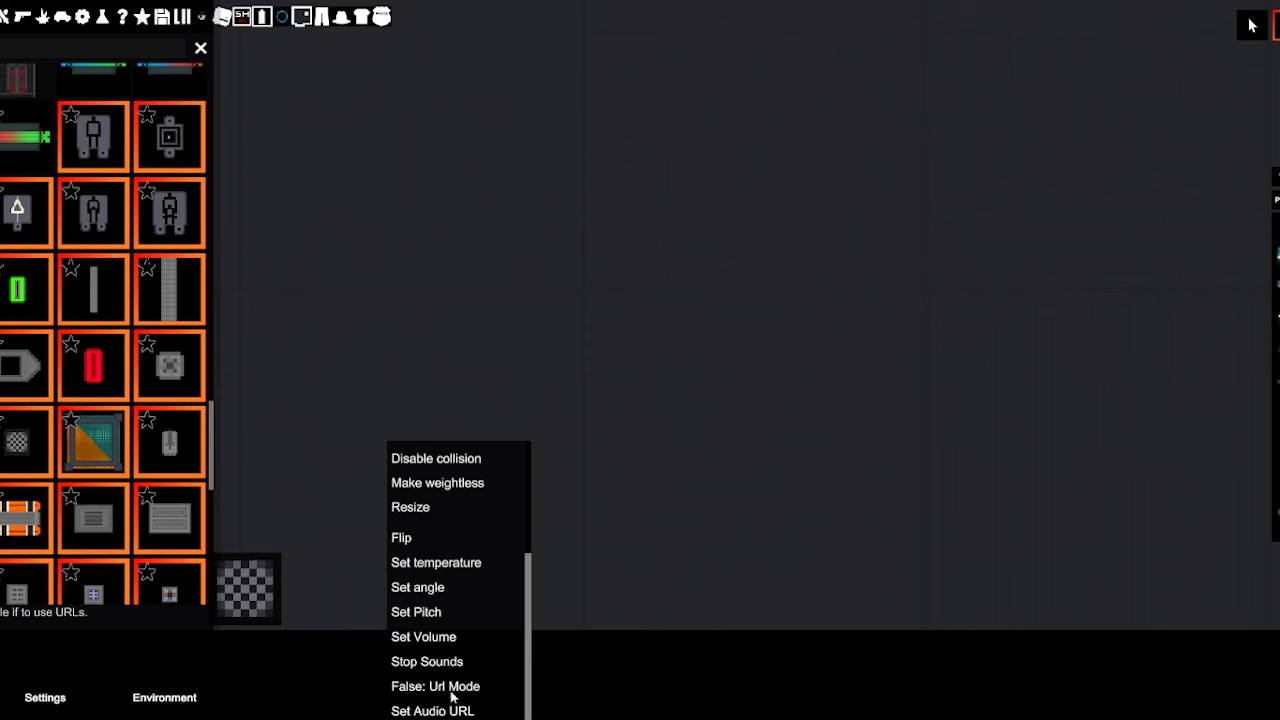 SH
Disable collision
Make weightless
Resize
Flip
Set temperature
Set angle
Set Pitch
Set Volume
Stop Sounds
False: Url Mode
Set Audio URL
le if to use URLs.
Settings
Environment